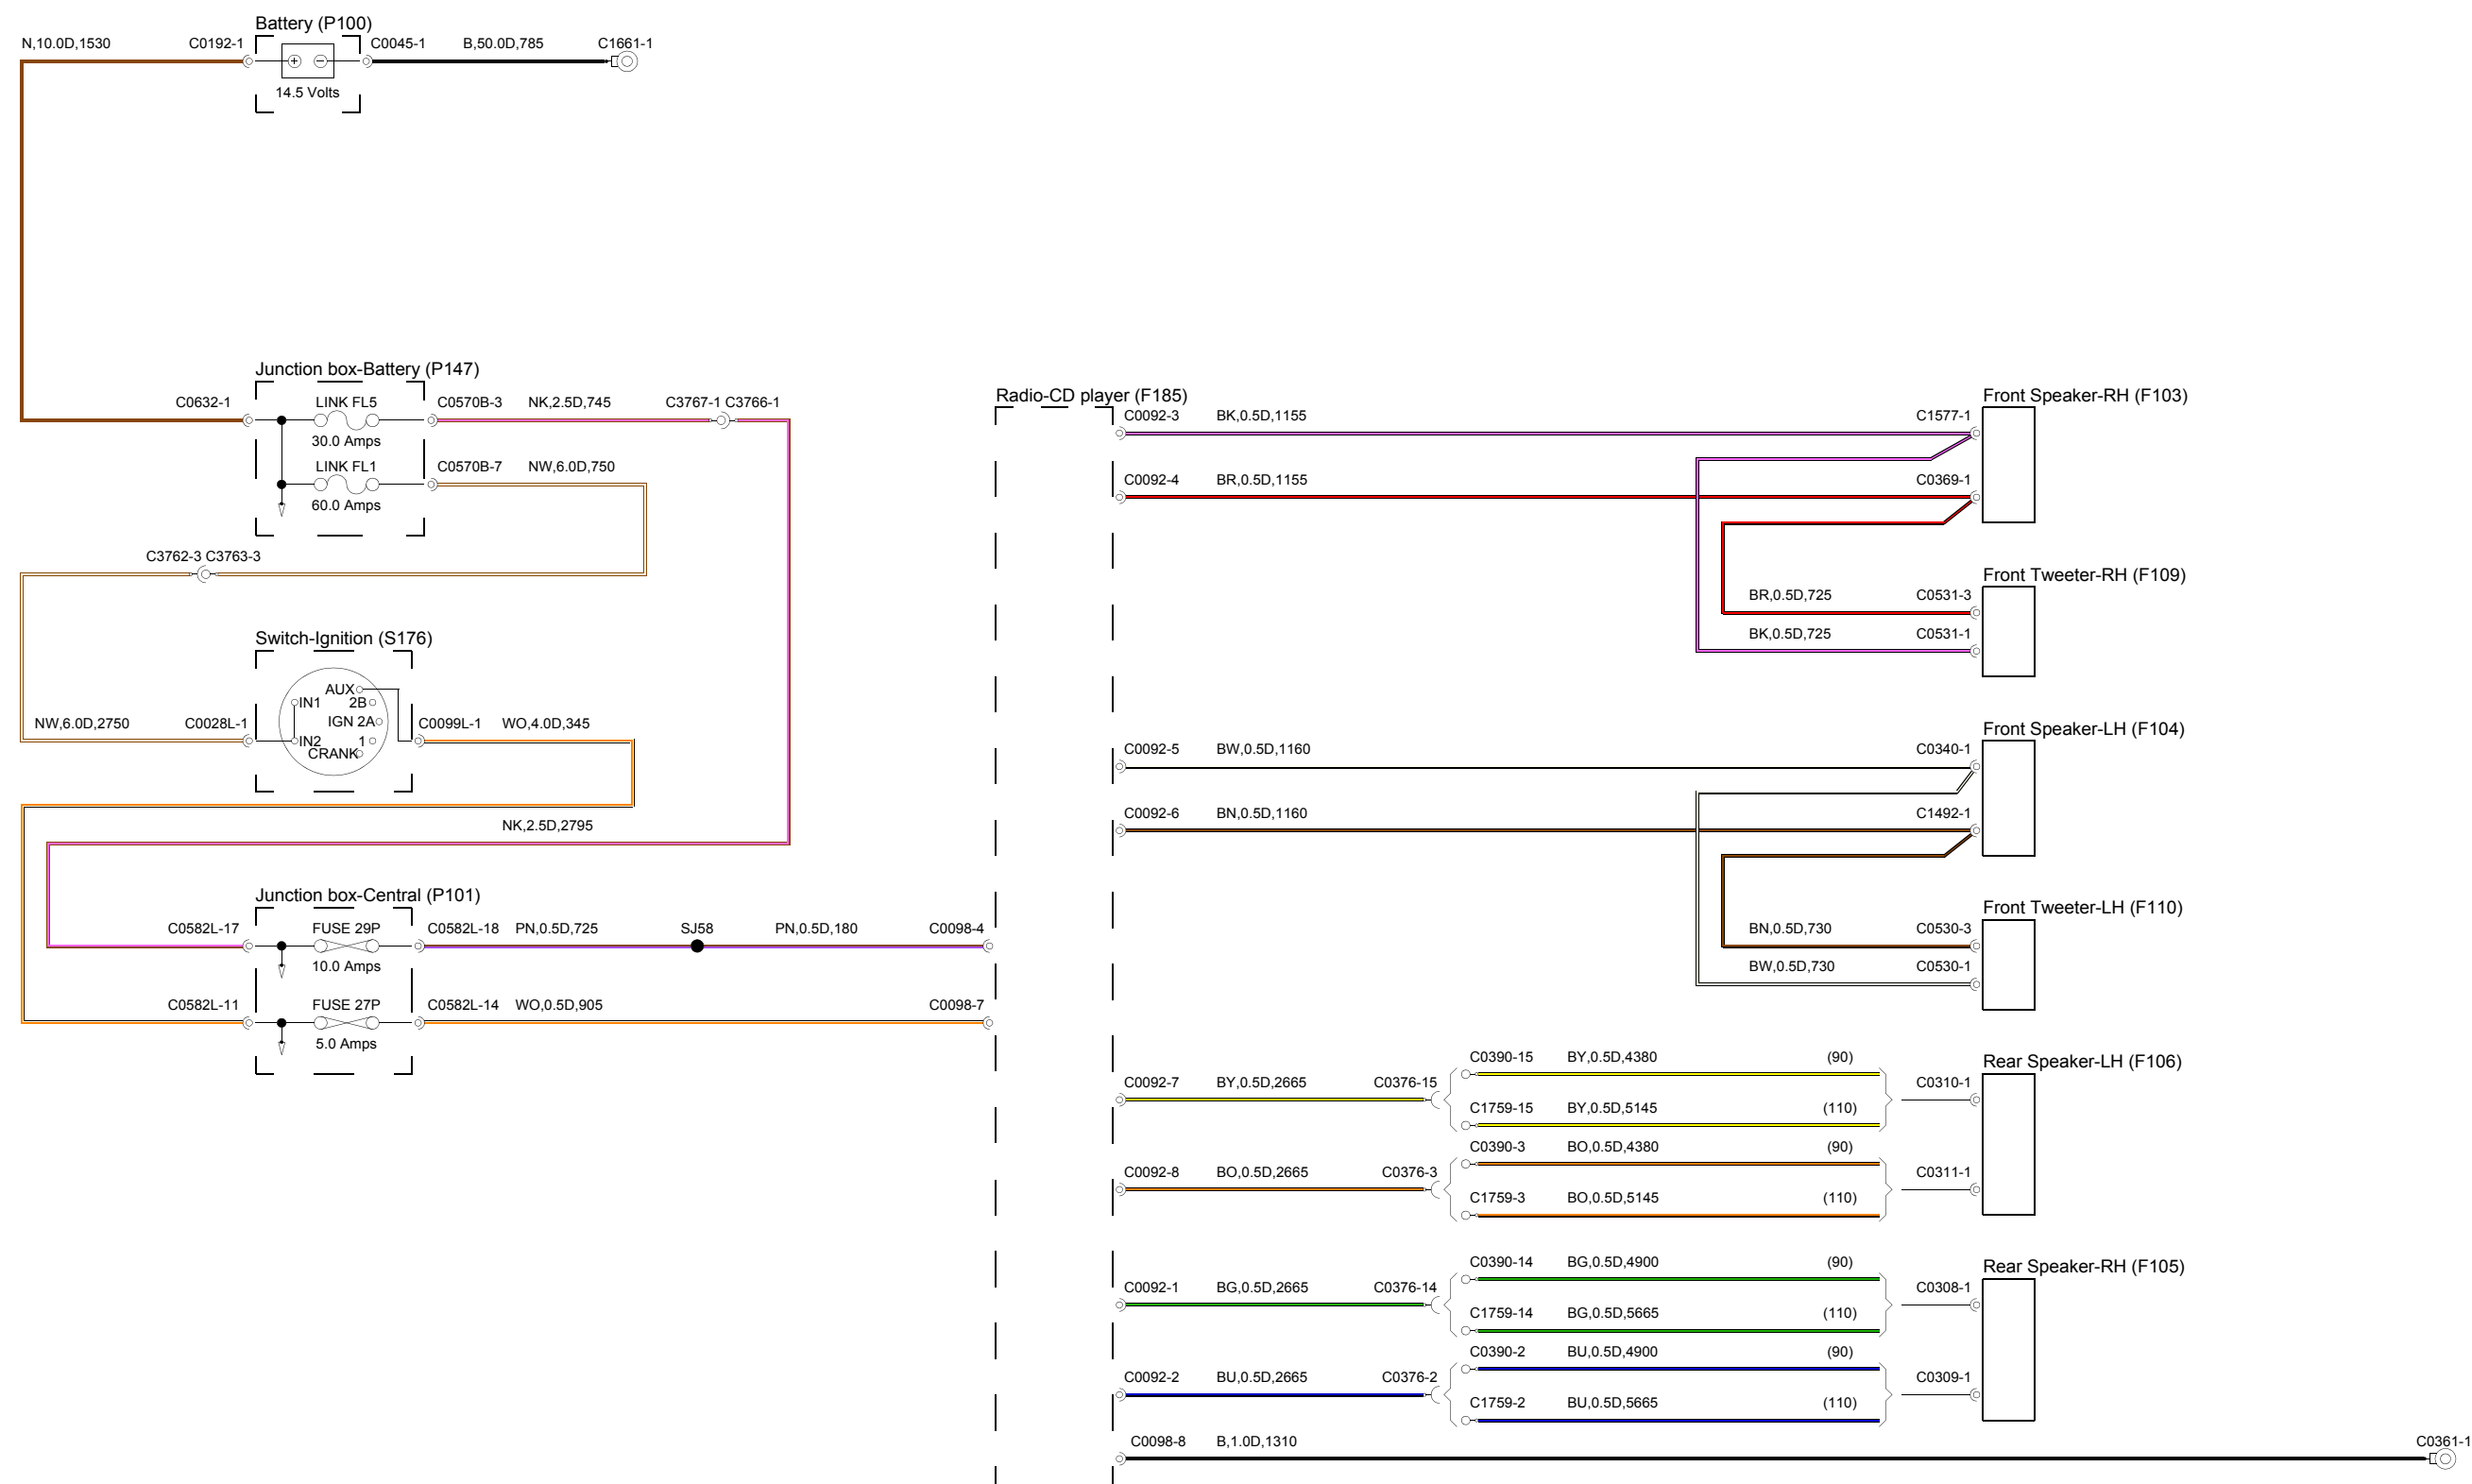 Battery (P100)
N,10.0D,1530 C0192-1 C0045-1 B,50.0D,785 C1661-1
14.5 Volts
Junction box-Battery (P147)
C0632-1 LINK FL5 C0570B-3 NK,2.5D,745 C3767-1 C3766-1
30.0 Amps
LINK FL1 C0570B-7 NW,6.0D,750
60.0 Amps
C3762-3 C3763-3
Switch-Ignition (S176)
AUX
IN1 2B
IGN 2A
NW,6.0D,2750 C0028L-1 C0099L-1 WO,4.0D,345
IN2 1
CRANK
NK,2.5D,2795
Junction box-Central (P101)
C0582L-17 FUSE 29P C0582L-18 PN,0.5D,725 SJ58 PN,0.5D,180 C0098-4
10.0 Amps
C0582L-11 FUSE 27P C0582L-14 WO,0.5D,905 C0098-7
5.0 Amps
Radio-CD player (F185)
Front Speaker-RH (F103)
C0092-3 BK,0.5D,1155 C1577-1
C0092-4 BR,0.5D,1155 C0369-1
Front Tweeter-RH (F109)
BR,0.5D,725 C0531-3
BK,0.5D,725 C0531-1
Front Speaker-LH (F104)
C0092-5 BW,0.5D,1160 C0340-1
C0092-6 BN,0.5D,1160 C1492-1
Front Tweeter-LH (F110)
BN,0.5D,730 C0530-3
BW,0.5D,730 C0530-1
Rear Speaker-LH (F106)
C0390-15 BY,0.5D,4380 (90)
C0092-7 BY,0.5D,2665 C0376-15 C0310-1
C1759-15 BY,0.5D,5145 (110)
C0390-3 BO,0.5D,4380 (90)
C0092-8 BO,0.5D,2665 C0376-3 C0311-1
C1759-3 BO,0.5D,5145 (110)
Rear Speaker-RH (F105)
C0390-14 BG,0.5D,4900 (90)
C0092-1 BG,0.5D,2665 C0376-14 C0308-1
C1759-14 BG,0.5D,5665 (110)
C0390-2 BU,0.5D,4900 (90)
C0092-2 BU,0.5D,2665 C0376-2 C0309-1
C1759-2 BU,0.5D,5665 (110)
C0098-8 B,1.0D,1310 C0361-1